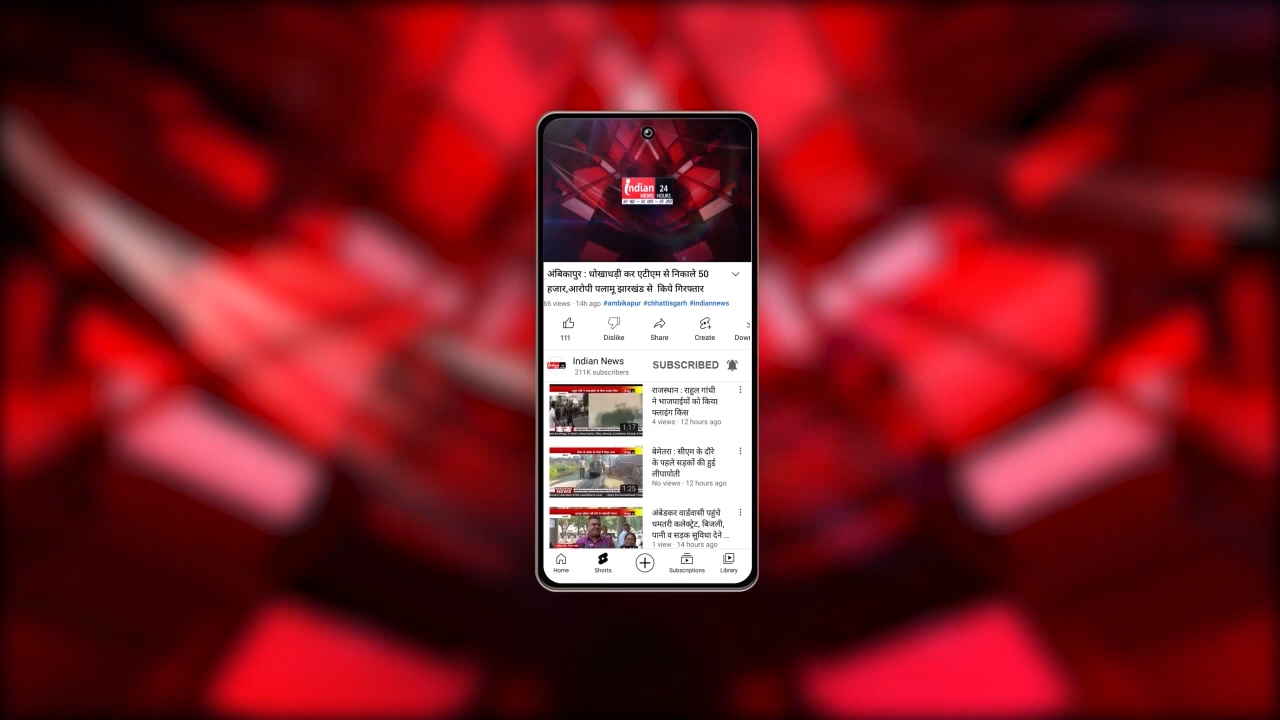 indian
NEWS
24
HOURS
अंबिकापुर : धोखाधड़ी कर एटीएम से निकाले 50
हजार,आरोपी पलामू झारखंड से किये गिरफ्तार
66 views · 14h ago #ambikapur #chhattisgarh #indiannews
111
Dislike
Share
Create
Down
Indian News
211K subscribers
SUBSCRIBED
राजस्थान : राहुल गांधी
ने भाजपाईयों को किया
फ्लाइंग किस
4 views · 12 hours ago
1:17
बेमेतरा : सीएम के दौरे
के पहले सड़कों की हुई
लीपापोती
No views · 12 hours ago
1:25
अंबेडकर वार्डवासी पहुंचे
धमतरी कलेक्ट्रेट, बिजली,
पानी व सड़क सुविधा देने ...
1 view · 14 hours ago
Home
Shorts
Subscriptions
Library